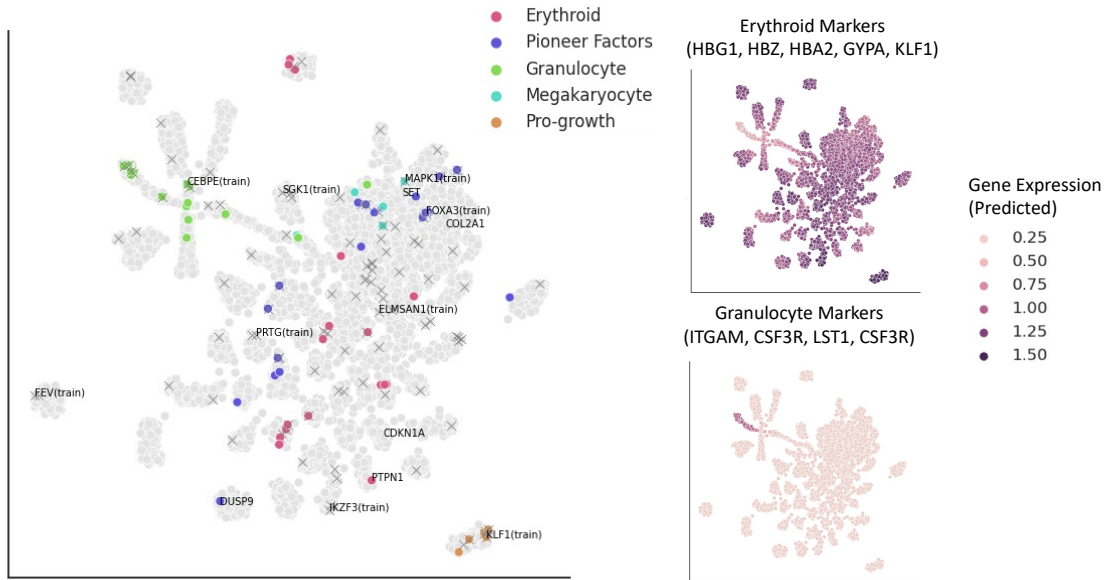 Erythroid
Pioneer Factors
Granulocyte
Megakaryocyte
Pro-growth
CEBPE(train)
SGK1(train)
MAPK1(train)
SET
FOXA3(train)
COL2A1
ELMSAN1(train)
PRTG(train)
FEV(train)
CDKN1A
PTPN1
DUSP9
IKZF3(train)
KLF1(train)
Erythroid Markers
(HBG1, HBZ, HBA2, GYPA, KLF1)
Granulocyte Markers
(ITGAM, CSF3R, LST1, CSF3R)
Gene Expression
(Predicted)
0.25
0.50
0.75
1.00
1.25
1.50